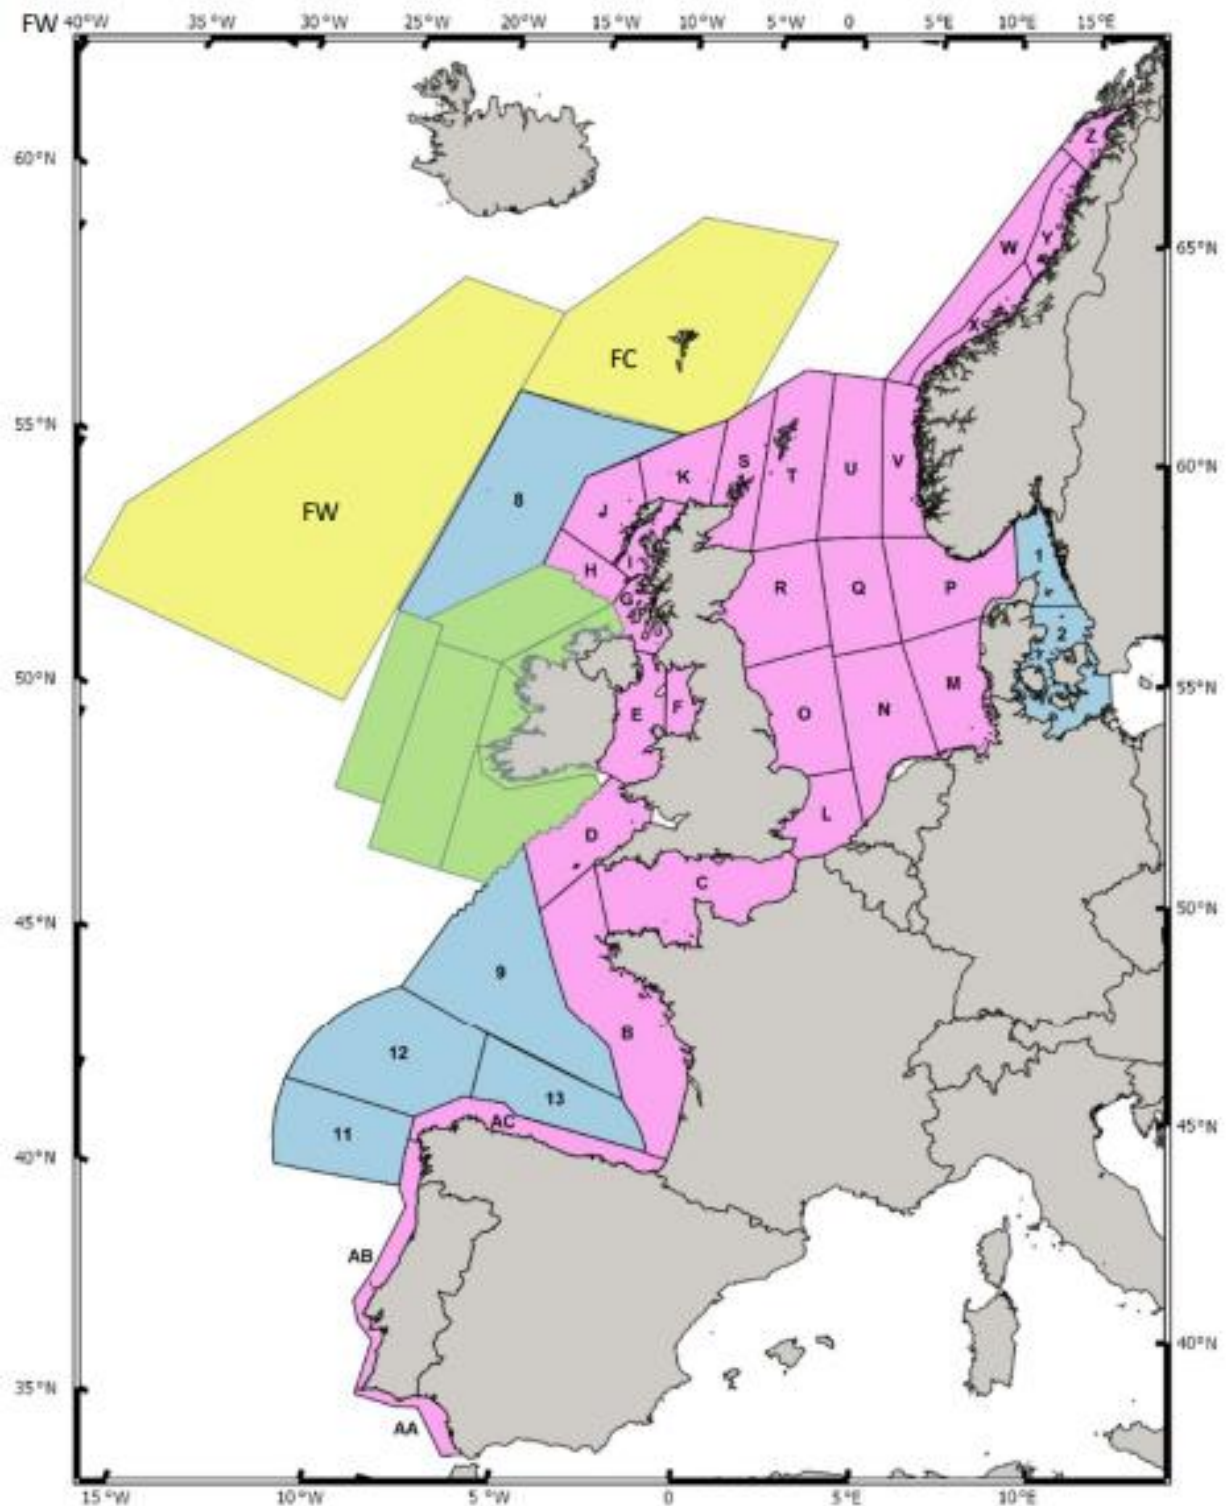 FW
40°W 35°W 30°W 25°W 20°W 15°W 10°W 5°W 0 5°E 10°E 15°E
Z
60°N
W Y 65°N
X
FC
55°N
K S T U V 60°N
8
J
FW
H I 1
G R Q P
2
50°N
E F O N M 55°N
L
D
C
45°N 50°N
9
B
12
13
AC
11 45°N
40°N
AB
40°N
35°N
AA
15°W 10°W 5°W 0 5°E 10°E